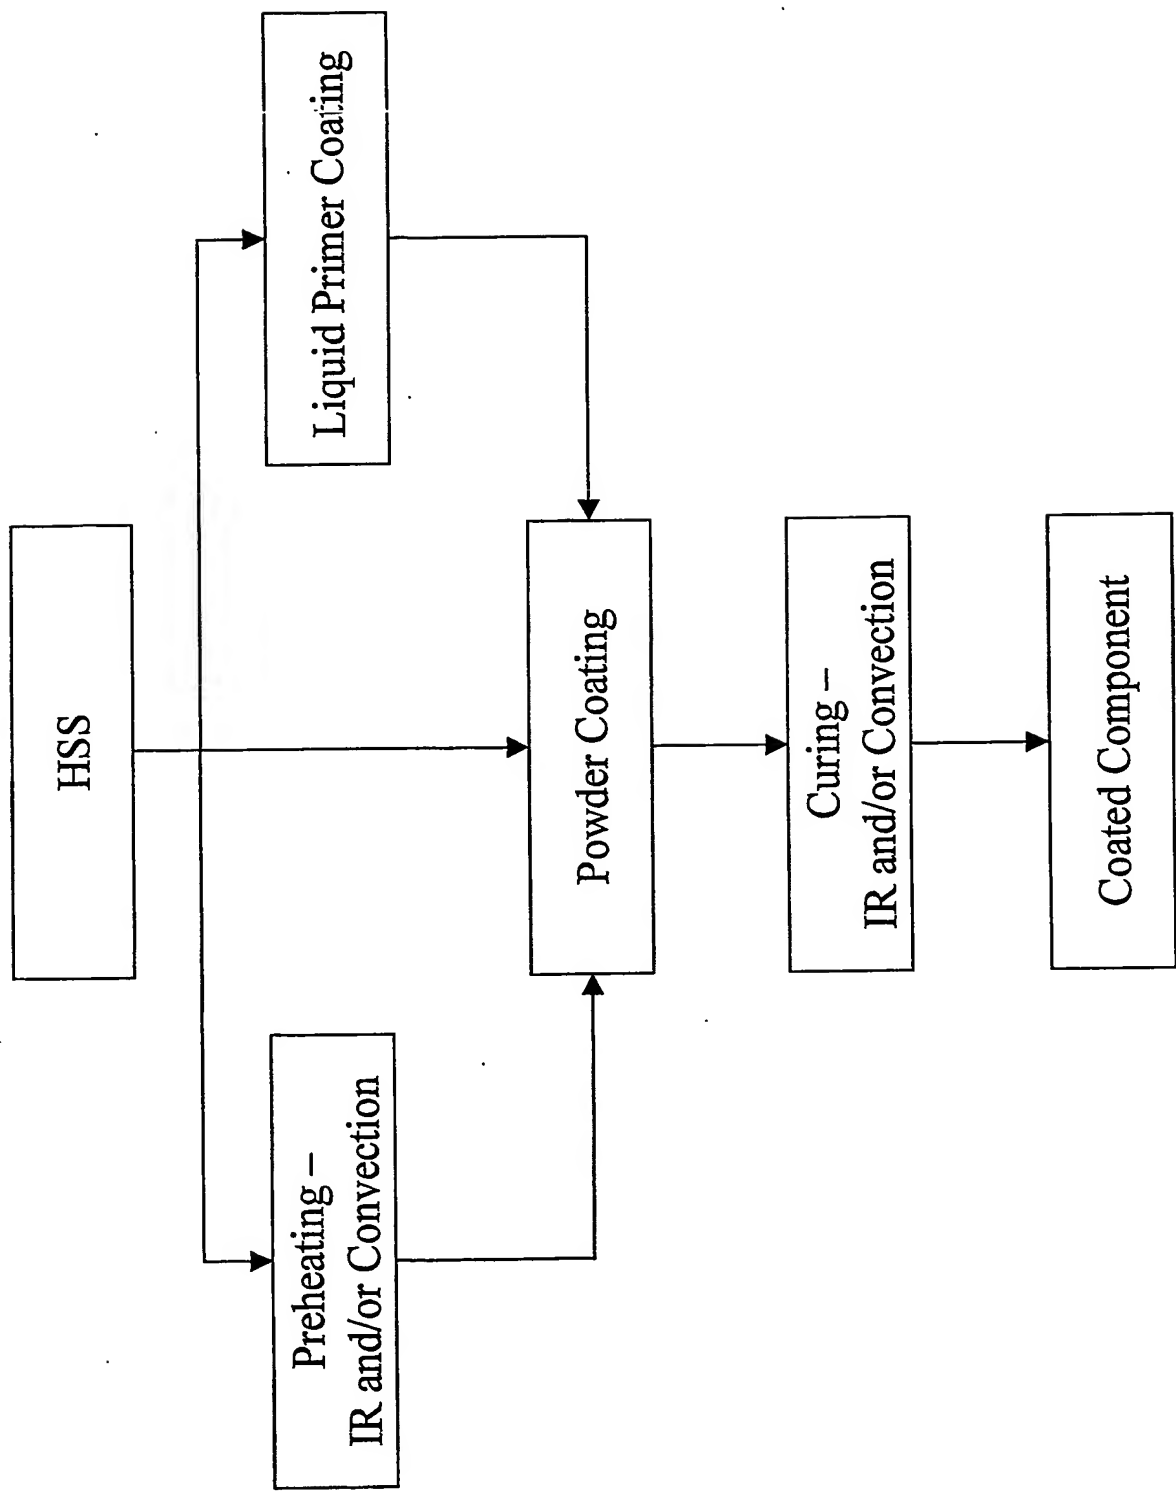 HSS
Preheating –
IR and/or Convection
Liquid Primer Coating
Powder Coating
Curing –
IR and/or Convection
Coated Component